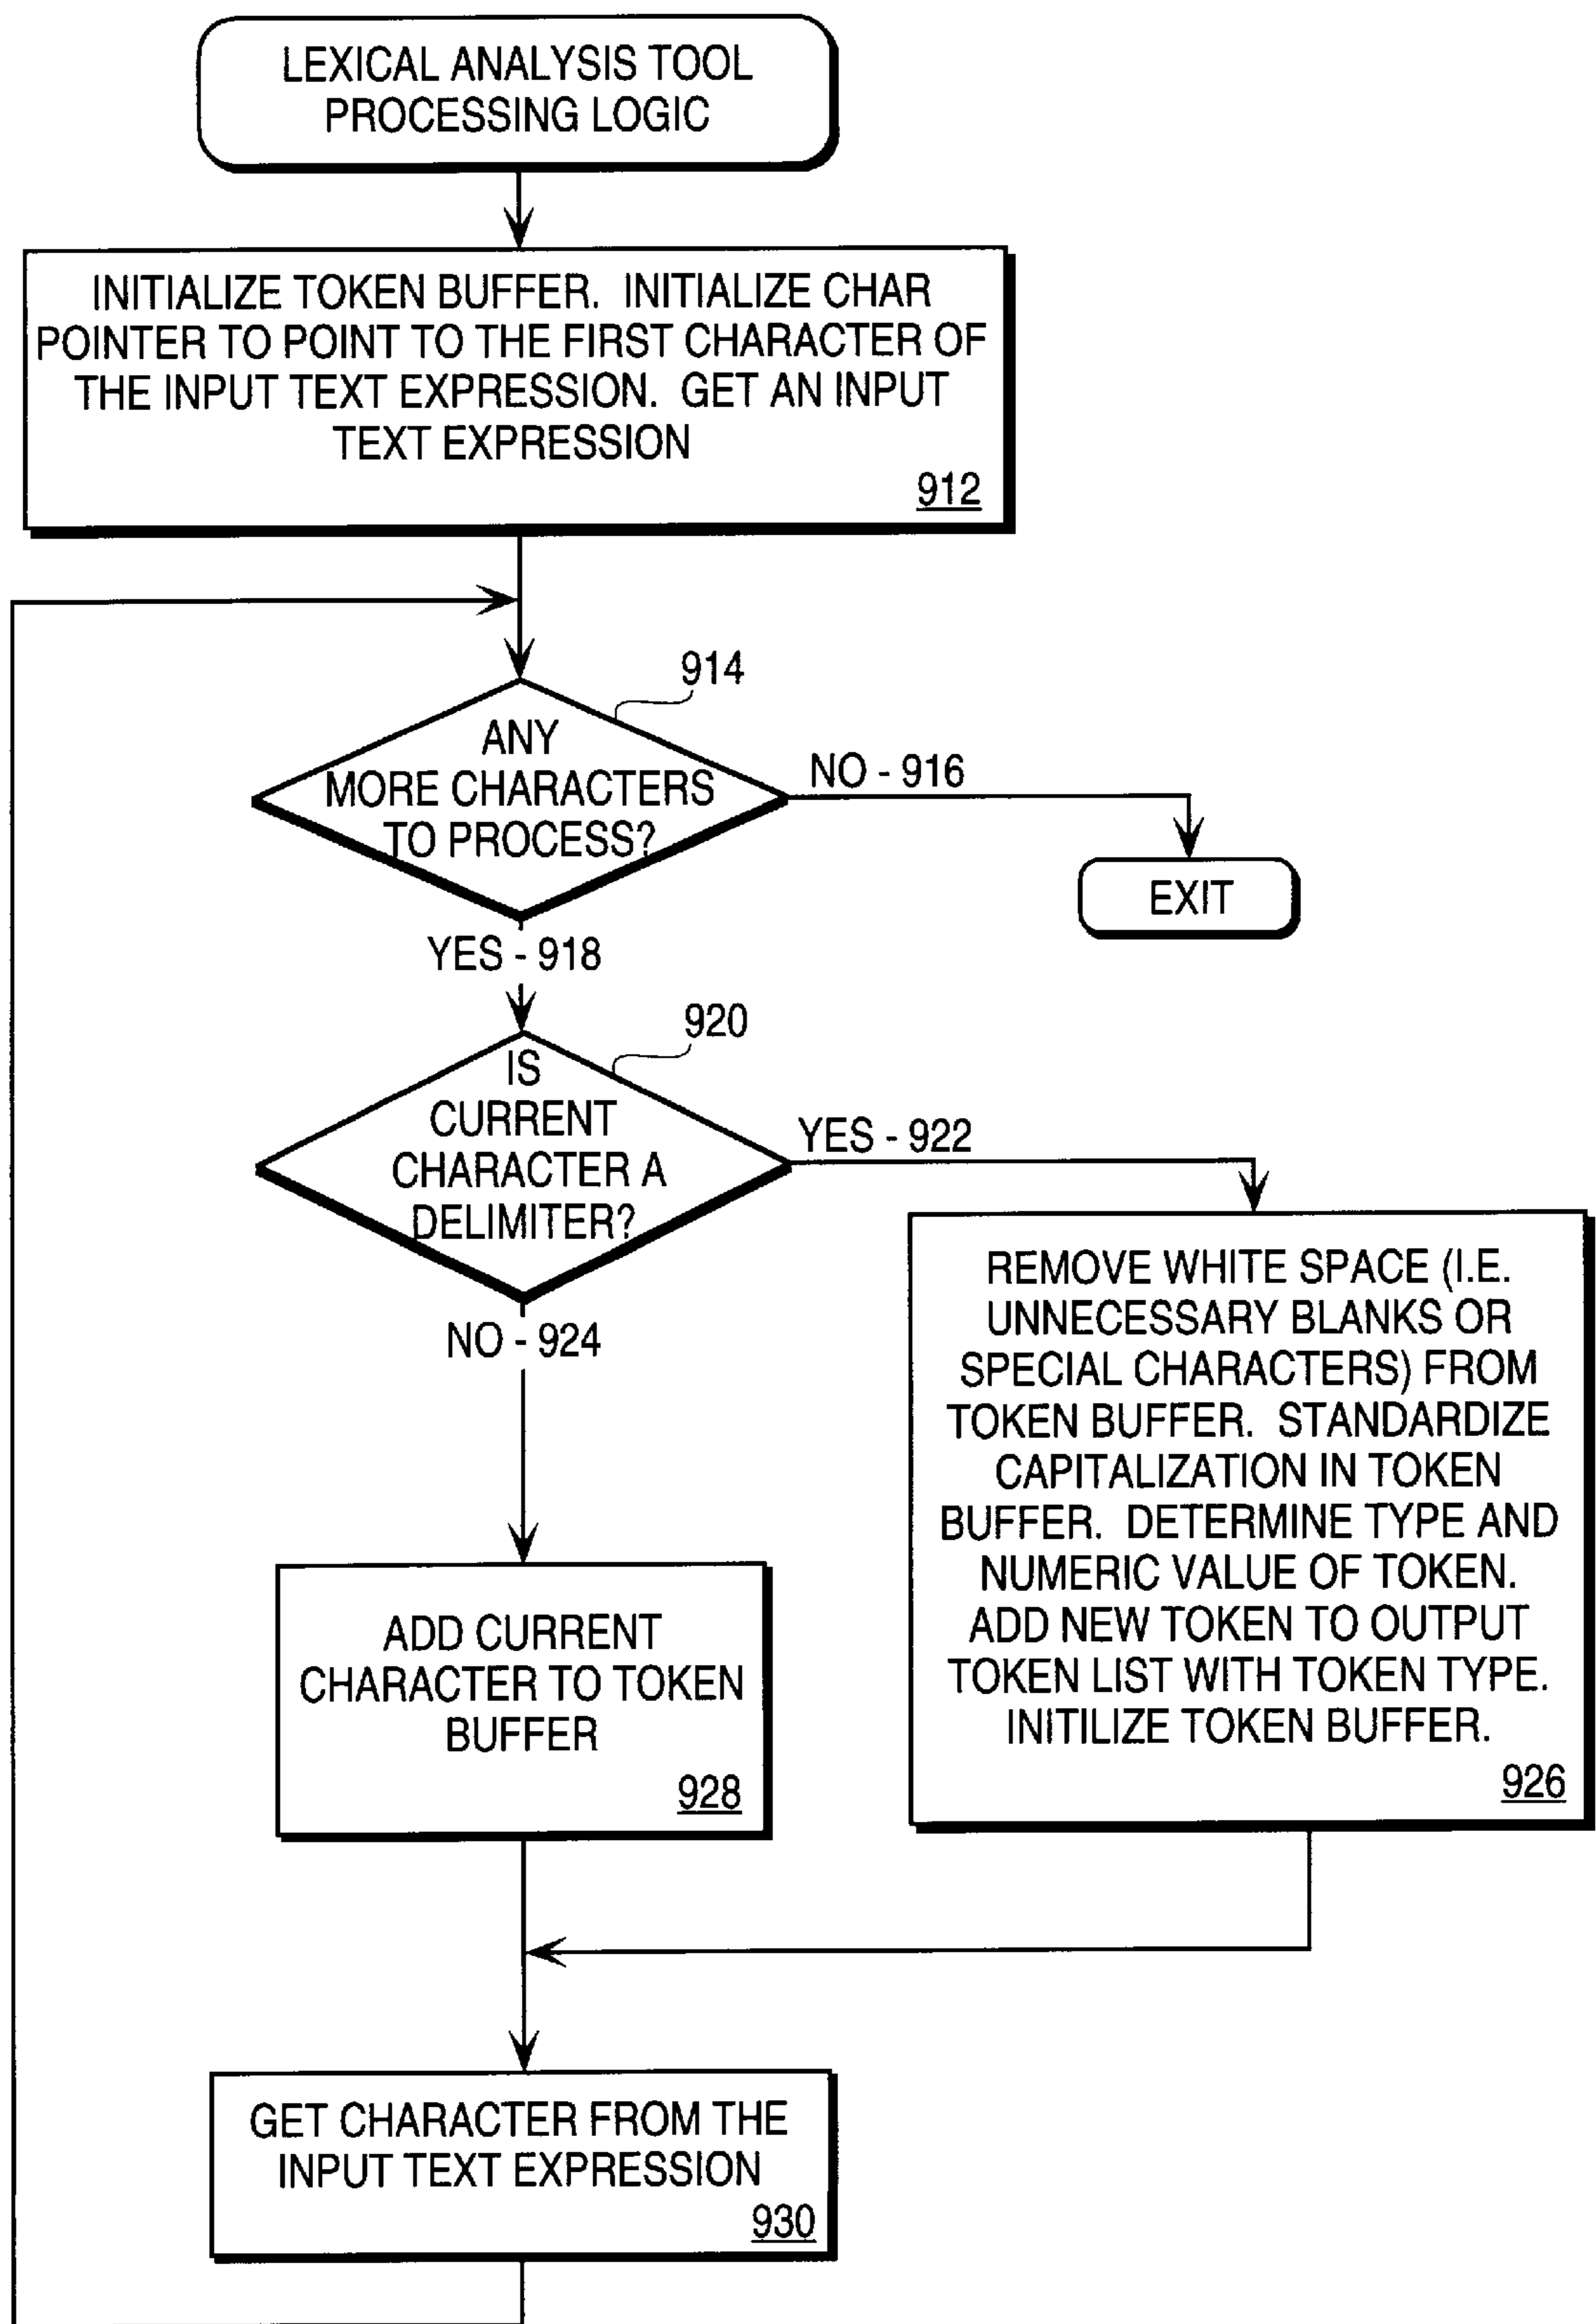 LEXICAL ANALYSIS TOOL
PROCESSING LOGIC
INITIALIZE TOKEN BUFFER. INITIALIZE CHAR
POINTER TO POINT TO THE FIRST CHARACTER OF
THE INPUT TEXT EXPRESSION. GET AN INPUT
TEXT EXPRESSION
912
914
ANY
MORE CHARACTERS
TO PROCESS?
NO - 916
EXIT
YES - 918
920
IS
CURRENT
CHARACTER A
DELIMITER?
YES - 922
NO - 924
REMOVE WHITE SPACE (I.E.
UNNECESSARY BLANKS OR
SPECIAL CHARACTERS) FROM
TOKEN BUFFER. STANDARDIZE
CAPITALIZATION IN TOKEN
BUFFER. DETERMINE TYPE AND
NUMERIC VALUE OF TOKEN.
ADD NEW TOKEN TO OUTPUT
TOKEN LIST WITH TOKEN TYPE.
INITILIZE TOKEN BUFFER.
926
ADD CURRENT
CHARACTER TO TOKEN
BUFFER
928
GET CHARACTER FROM THE
INPUT TEXT EXPRESSION
930